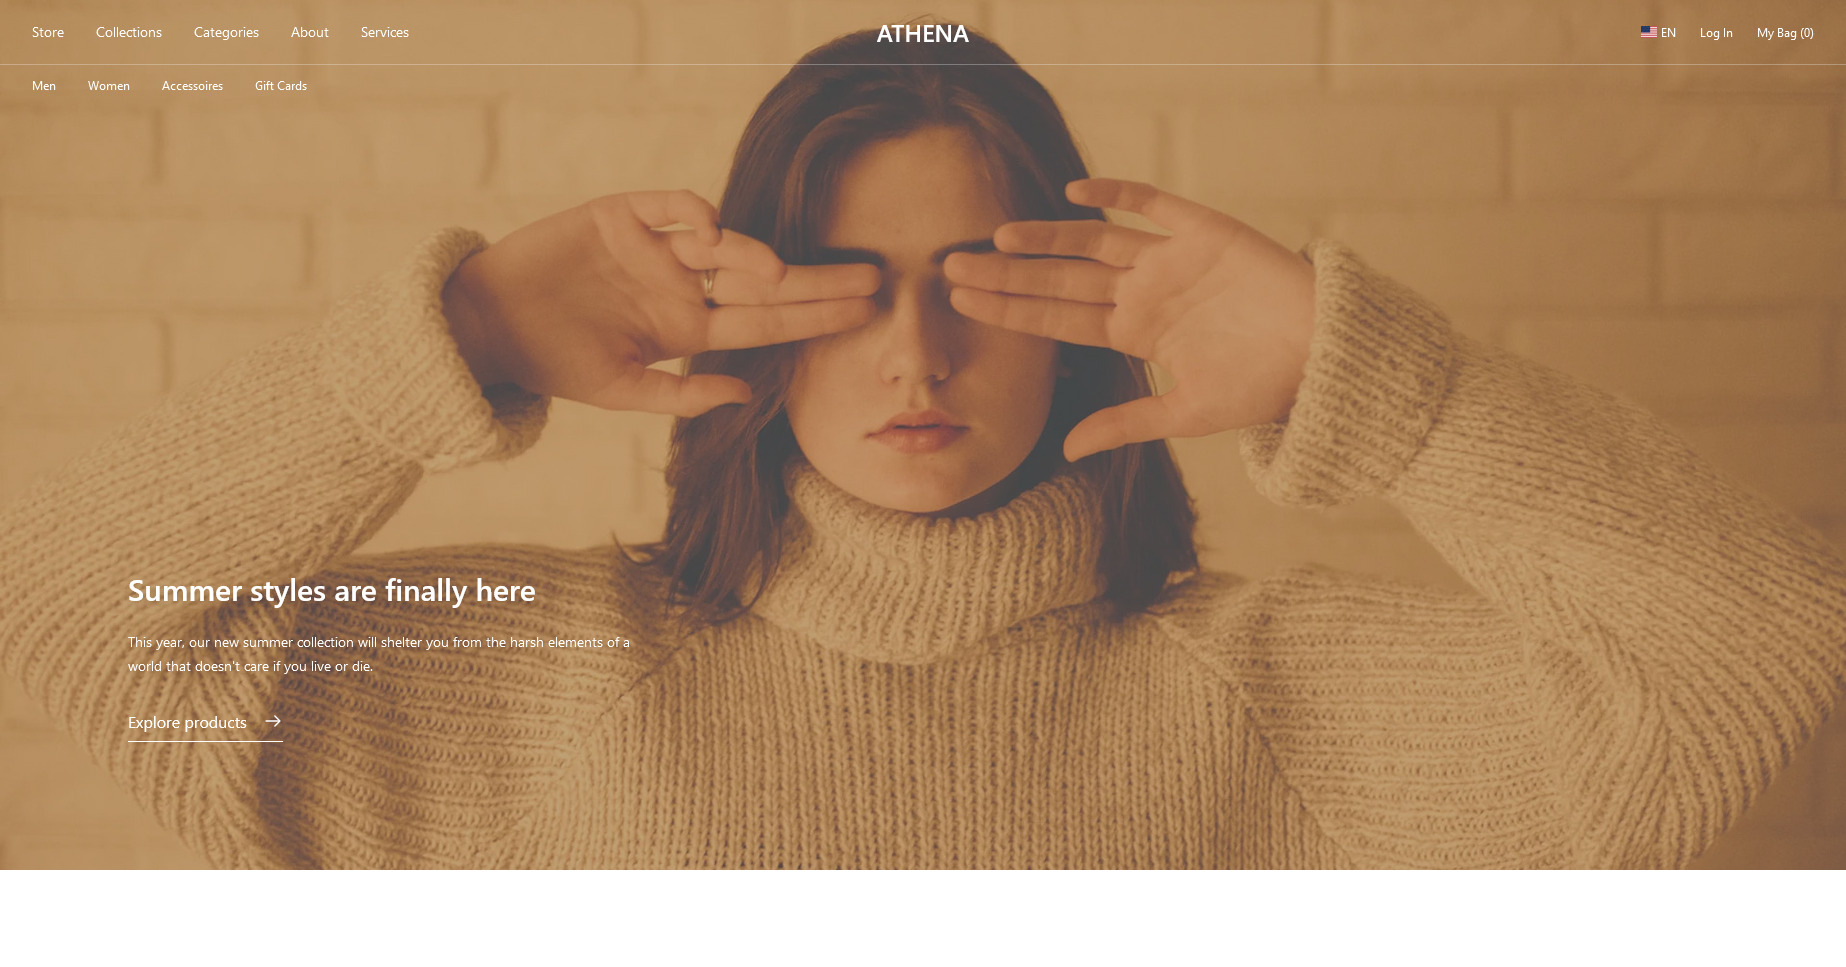 Store
Collections
Categories
About
Services
ATHENA
EN
Log In
My Bag (0)
Men
Women
Accessoires
Gift Cards
Summer styles are finally here
This year, our new summer collection will shelter you from the harsh elements of a
world that doesn't care if you live or die.
Explore products